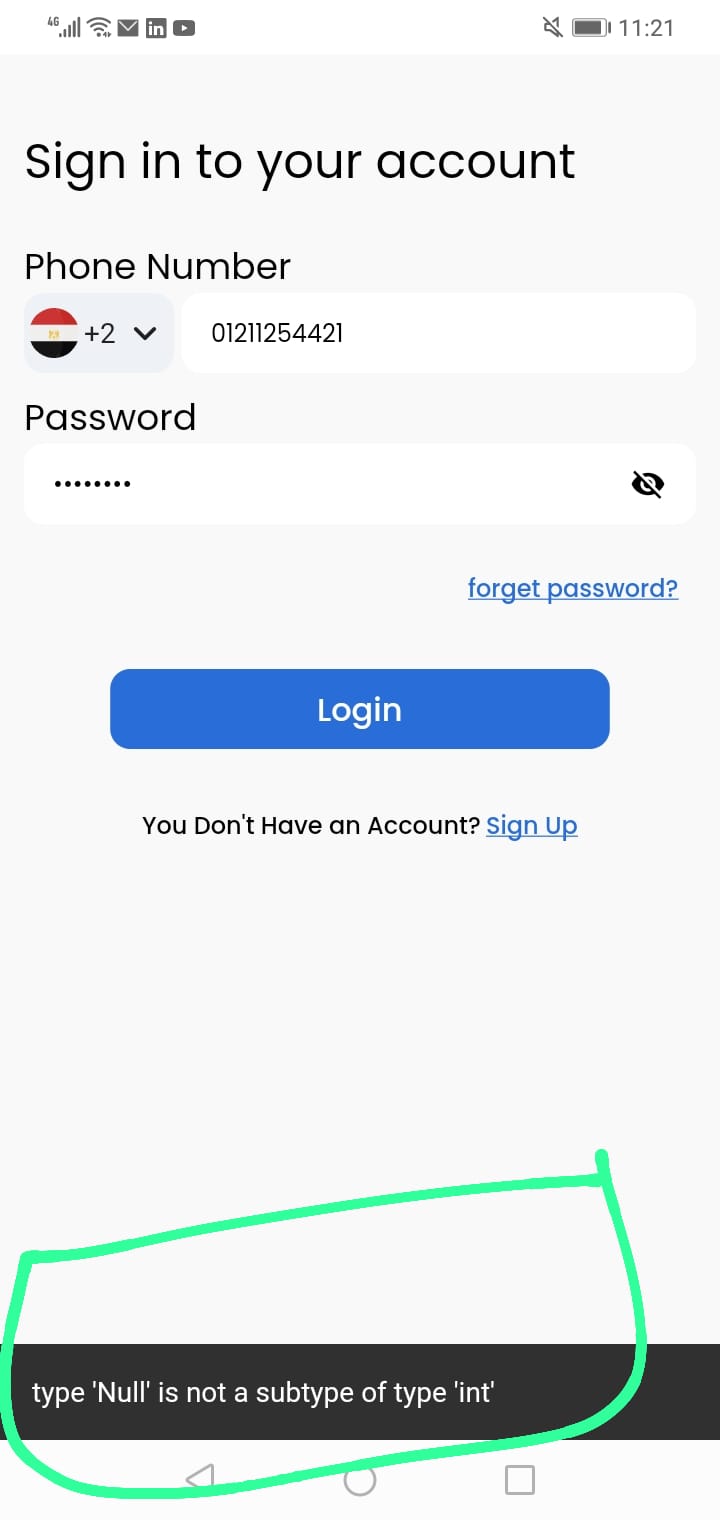 4G 11:21
Sign in to your account
Phone Number
+2 01211254421
Password
••••••••
forget password?
Login
You Don't Have an Account? Sign Up
type 'Null' is not a subtype of type 'int'